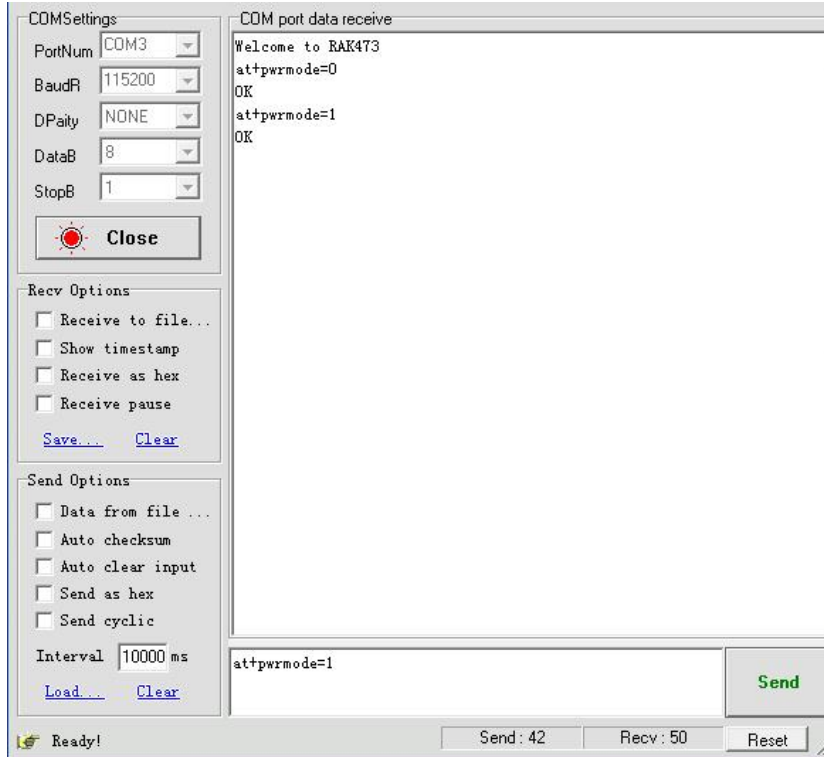 COMSettings
PortNum COM3
BaudR 115200
DPaity NONE
DataB 8
StopB 1
Close
Recv Options
Receive to file...
Show timestamp
Receive as hex
Receive pause
Save... Clear
Send Options
Data from file ...
Auto checksum
Auto clear input
Send as hex
Send cyclic
Interval 10000 ms
Load... Clear
COM port data receive
Welcome to RAK473
at+pwrmode=0
OK
at+pwrmode=1
OK
at+pwrmode=1
Send
Ready!
Send : 42
Recv : 50
Reset